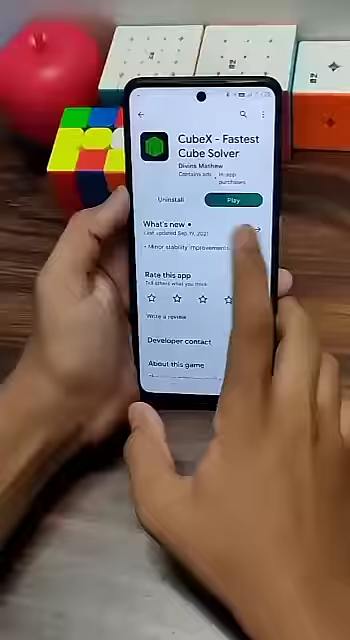 CubeX - Fastest
Cube Solver
Divins Mathew
Contains ads · In-app
purchases
Uninstall
Play
What's new •
Last updated Sep 19, 2021
• Minor stability improvements
Rate this app
Tell others what you think
Write a review
Developer contact
About this game